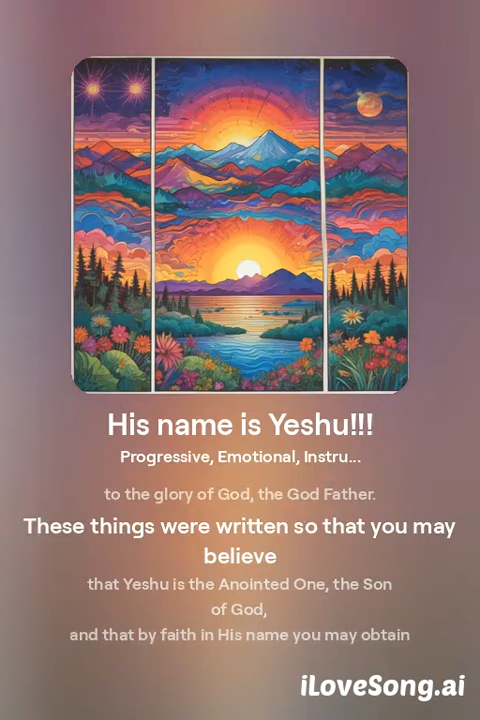 His name is Yeshu!!!
Progressive, Emotional, Instru...
to the glory of God, the God Father.
These things were written so that you may
believe
that Yeshu is the Anointed One, the Son
of God,
and that by faith in His name you may obtain
iLoveSong.ai